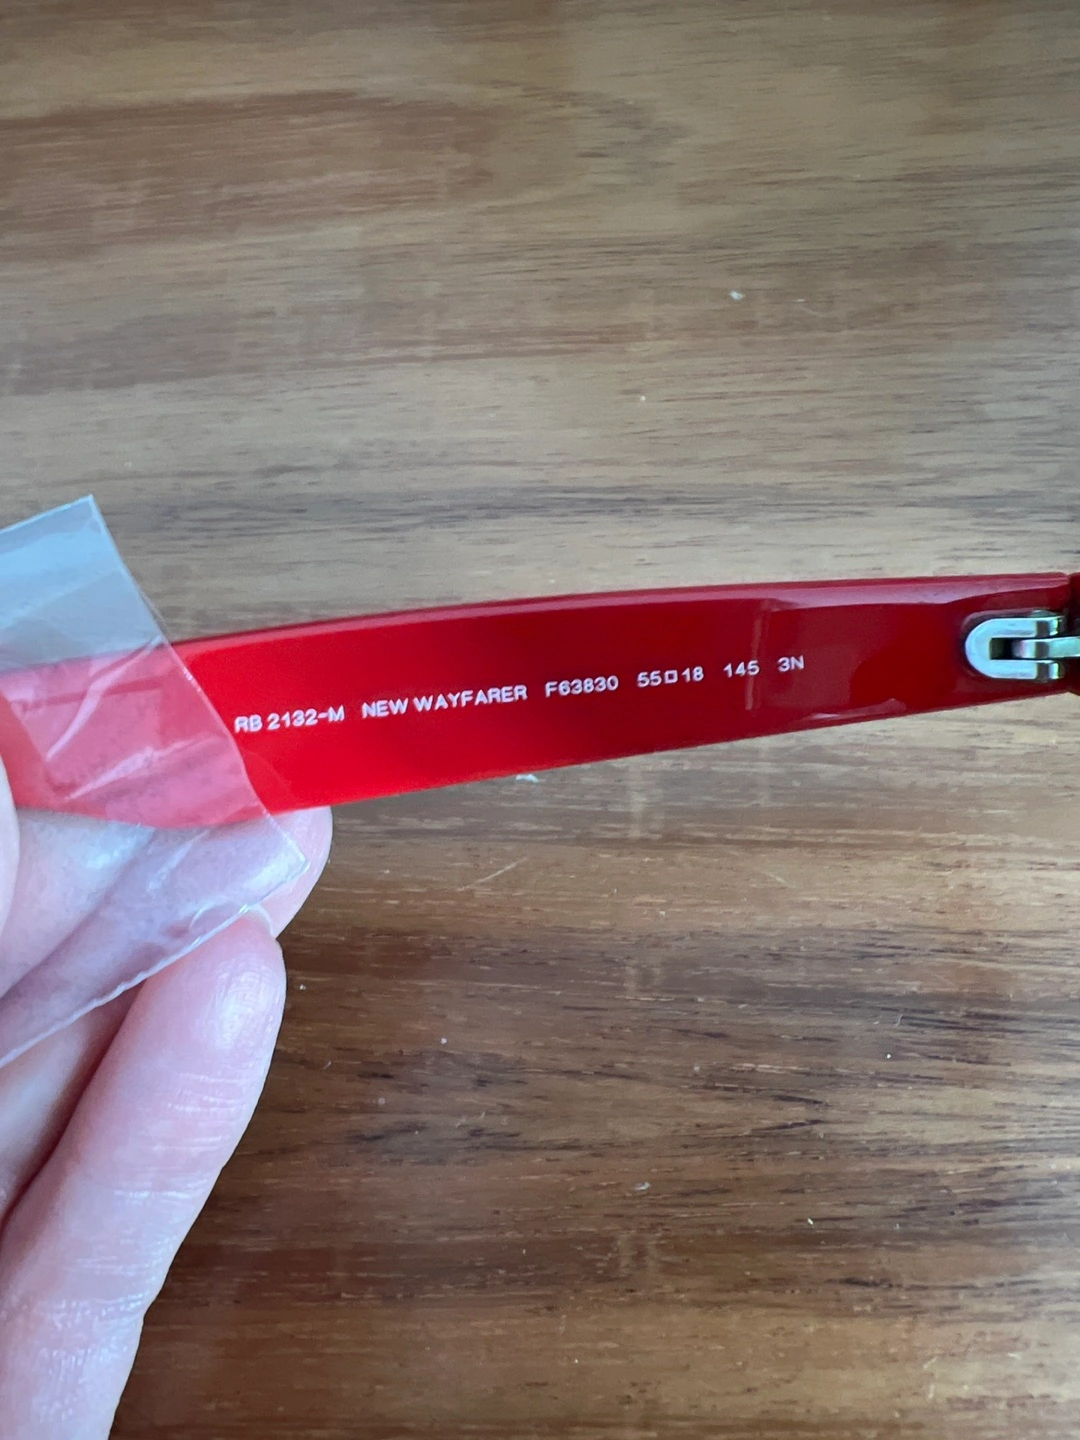 RB 2132-M NEW WAYFARER F63830 55□18 145 3N